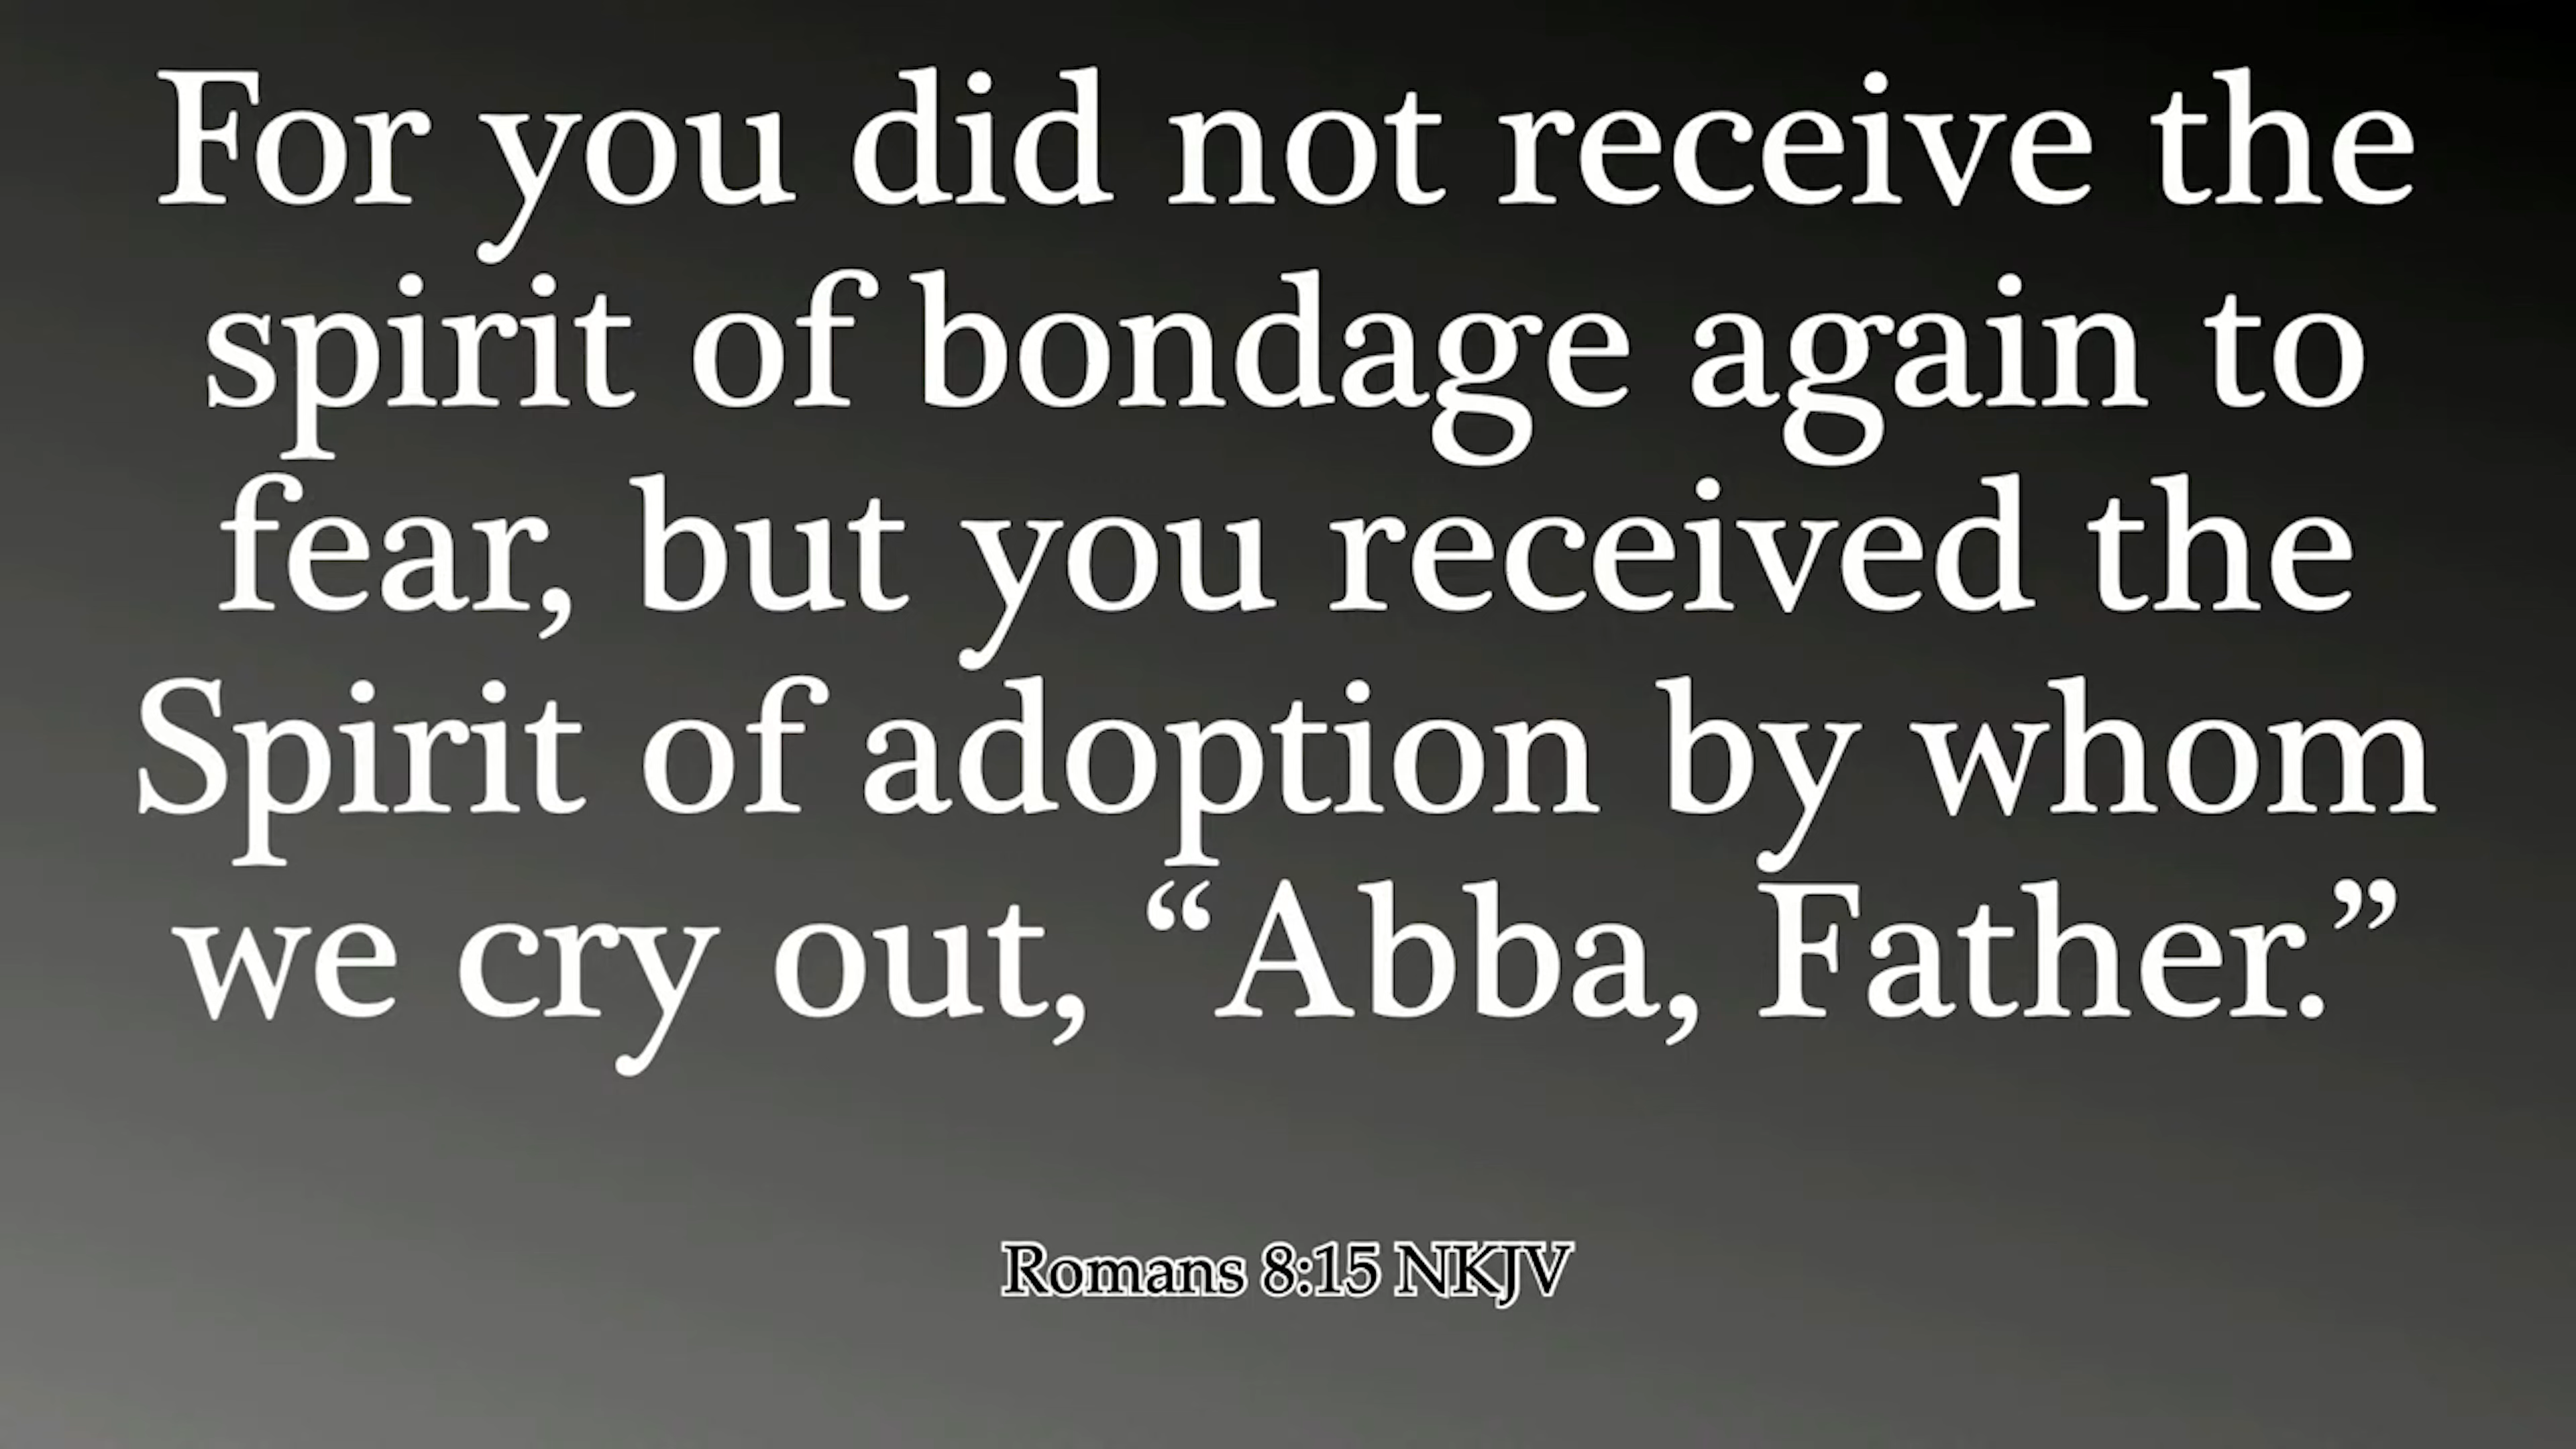 For you did not receive the
spirit of bondage again to
fear, but you received the
Spirit of adoption by whom
we cry out, “Abba, Father.”
Romans 8:15 NKJV